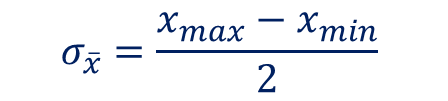 σ_x̄ = (x_max − x_min) / 2